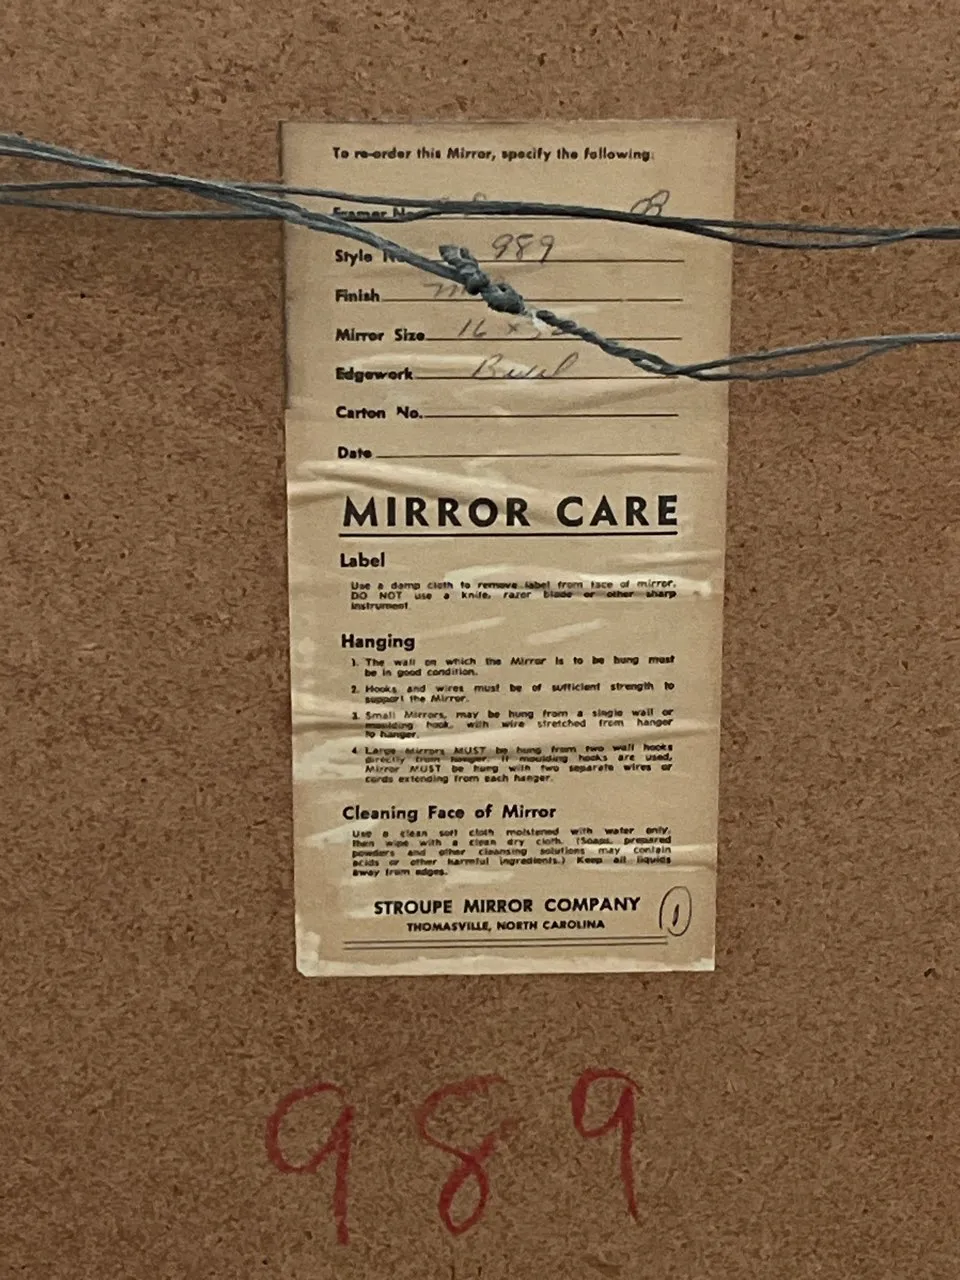 To re-order this Mirror, specify the following:
Framer No.
Style No. 989
Finish
Mirror Size 16 x
Edgework Bevel
Carton No.
Date
MIRROR CARE
Label
Use a damp cloth to remove label from face of mirror.
DO NOT use a knife, razor blade or other sharp
instrument.
Hanging
1. The wall on which the Mirror is to be hung must
be in good condition.
2. Hooks and wires must be of sufficient strength to
support the Mirror.
3. Small Mirrors, may be hung from a single wall or
moulding hook, with wire stretched from hanger
to hanger.
4. Large Mirrors MUST be hung from two wall hooks
directly from hanger. If moulding hooks are used,
Mirror MUST be hung with two separate wires or
cords extending from each hanger.
Cleaning Face of Mirror
Use a clean soft cloth moistened with water only,
then wipe with a clean dry cloth. (Soaps, prepared
powders and other cleansing solutions may contain
acids or other harmful ingredients.) Keep all liquids
away from edges.
STROUPE MIRROR COMPANY
THOMASVILLE, NORTH CAROLINA
1
989